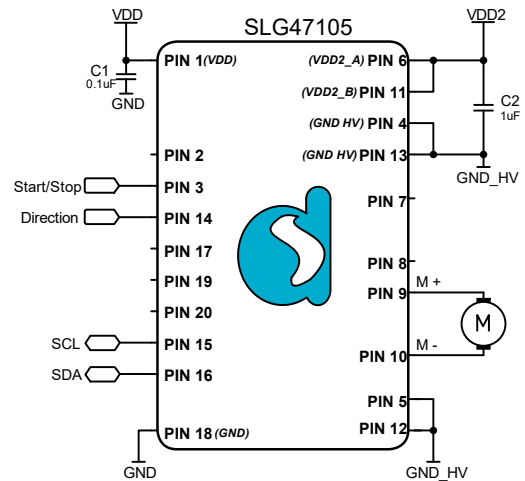 VDD
VDD2
SLG47105
C1
0.1uF
GND
PIN 1(VDD)
(VDD2_A) PIN 6
(VDD2_B) PIN 11
C2
1uF
(GND HV) PIN 4
PIN 2
(GND HV) PIN 13
GND_HV
Start/Stop
PIN 3
PIN 7
Direction
PIN 14
PIN 17
PIN 8
PIN 19
PIN 9
M +
PIN 20
M
SCL
PIN 15
PIN 10
M -
SDA
PIN 16
PIN 5
PIN 18(GND)
PIN 12
GND
GND_HV